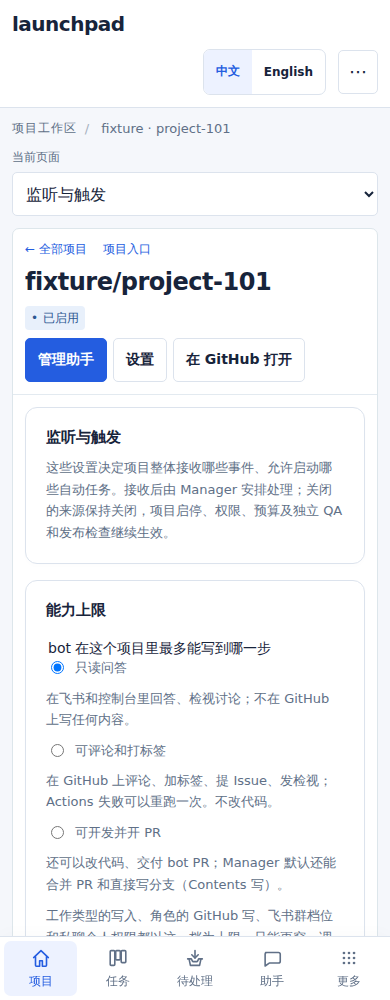 launchpad
中文 English ···
项目工作区 / fixture · project-101
当前页面
监听与触发
← 全部项目 项目入口
fixture/project-101
• 已启用
管理助手 设置 在 GitHub 打开
监听与触发
这些设置决定项目整体接收哪些事件、允许启动哪
些自动任务。接收后由 Manager 安排处理；关闭
的来源保持关闭，项目启停、权限、预算及独立 QA
和发布检查继续生效。
能力上限
bot 在这个项目里最多能写到哪一步
只读问答
在飞书和控制台里回答、检视讨论；不在 GitHub
上写任何内容。
可评论和打标签
在 GitHub 上评论、加标签、提 Issue、发检视；
Actions 失败可以重跑一次。不改代码。
可开发并开 PR
还可以改代码、交付 bot PR；Manager 默认还能
合并 PR 和直接写分支（Contents 写）。
工作类型的写入、角色的 GitHub 写、飞书群档位
项目 任务 待处理 助手 更多